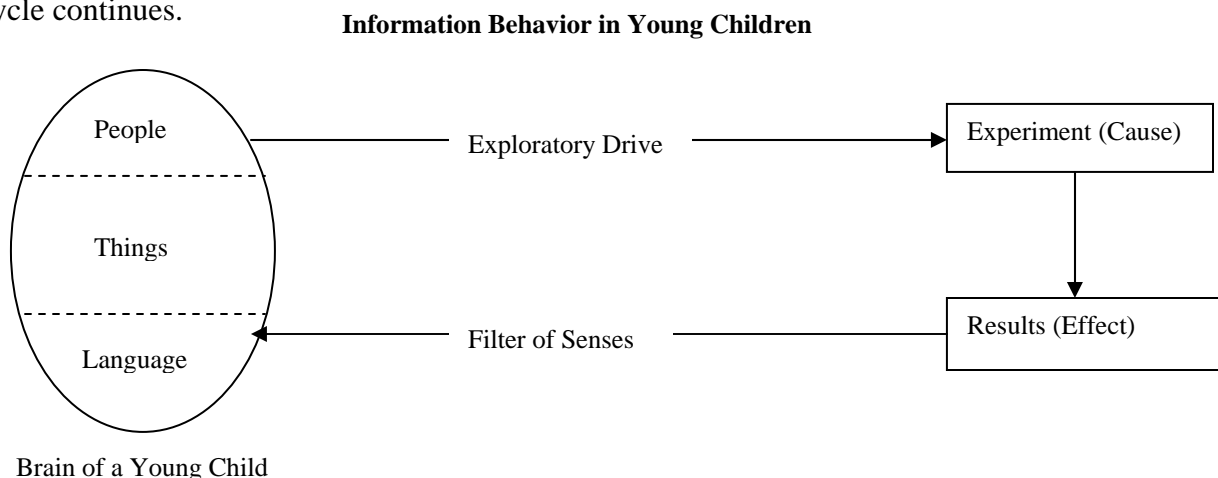 ycle continues.
Information Behavior in Young Children
People
Exploratory Drive
Experiment (Cause)
Things
Filter of Senses
Results (Effect)
Language
Brain of a Young Child